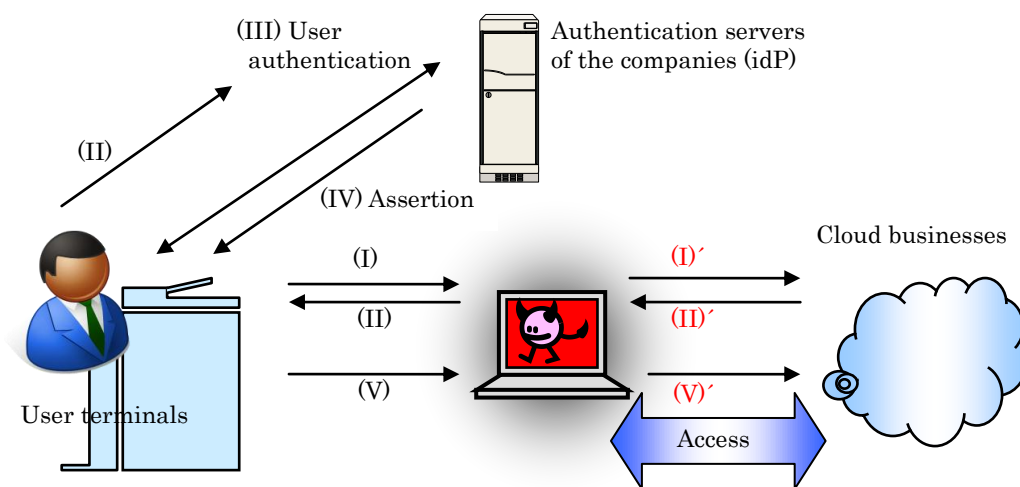 (III) User
authentication
Authentication servers
of the companies (idP)
(II)
(IV) Assertion
Cloud businesses
(I)
(I)´
(II)
(II)´
(V)
(V)´
User terminals
Access